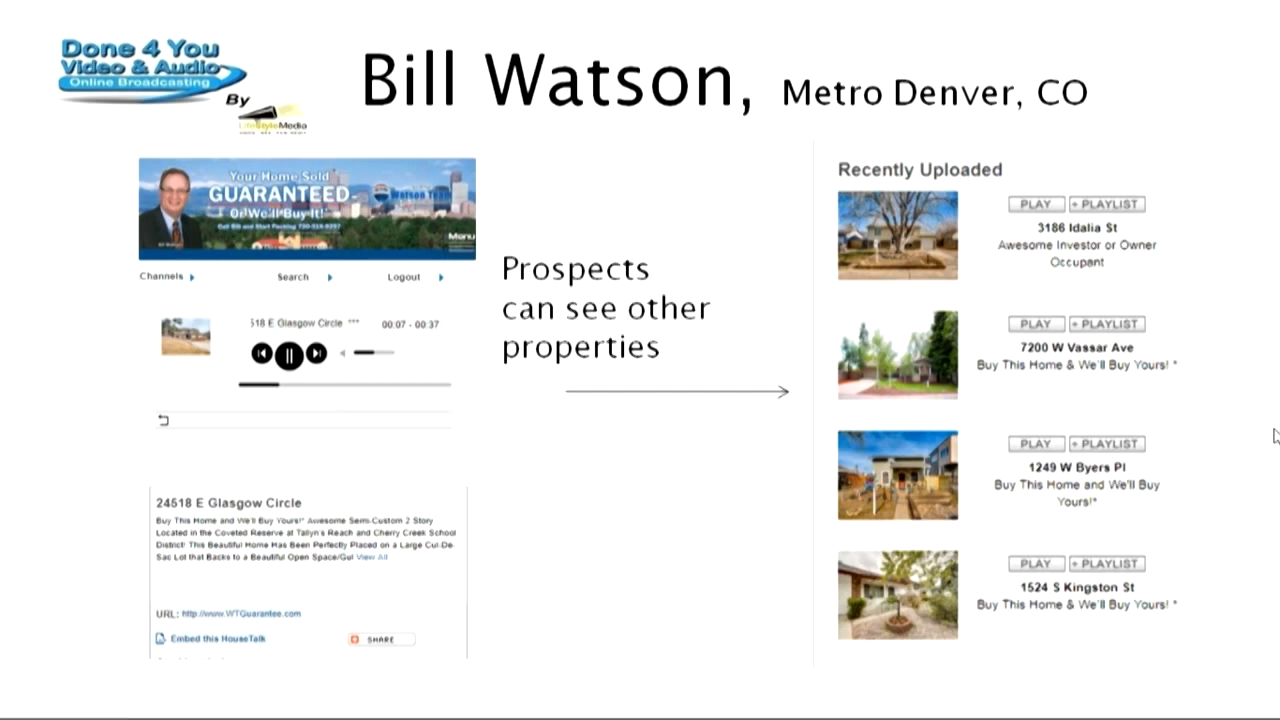 Done 4 You
Video & Audio
Online Broadcasting
By
LifestyleMedia
Bill Watson, Metro Denver, CO
Your Home Sold
GUARANTEED
Or We'll Buy It!*
Watson Team
Menu
Channels
Search
Logout
518 E Glasgow Circle ***
00:07 - 00:37
24518 E Glasgow Circle
Buy This Home and We'll Buy Yours!* Awesome Semi-Custom 2 Story
Located in the Coveted Reserve at Tallyn's Reach and Cherry Creek School
District! This Beautiful Home Has Been Perfectly Placed on a Large Cul-De-
Sac Lot that Backs to a Beautiful Open Space/Gul View All
URL: http://www.WTGuarantee.com
Embed this HouseTalk
SHARE
Prospects
can see other
properties
Recently Uploaded
PLAY + PLAYLIST
3186 Idalia St
Awesome Investor or Owner
Occupant
PLAY + PLAYLIST
7200 W Vassar Ave
Buy This Home & We'll Buy Yours! *
PLAY + PLAYLIST
1249 W Byers Pl
Buy This Home and We'll Buy
Yours!*
PLAY + PLAYLIST
1524 S Kingston St
Buy This Home & We'll Buy Yours! *